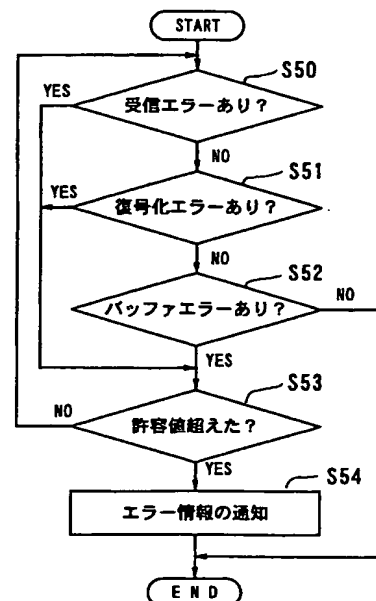 START
S50
受信エラーあり？
YES
NO
S51
復号化エラーあり？
YES
NO
S52
バッファエラーあり？
NO
YES
S53
許容値超えた？
NO
YES
S54
エラー情報の通知
END